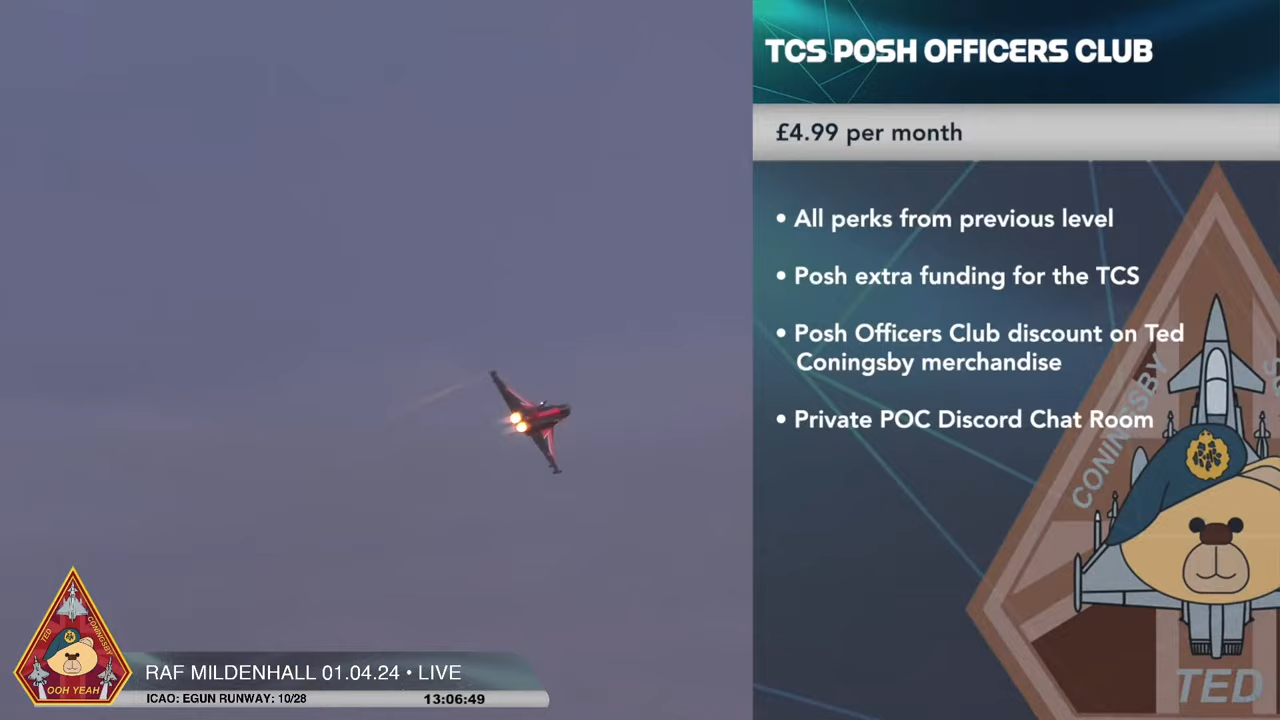 TCS POSH OFFICERS CLUB
£4.99 per month
• All perks from previous level
• Posh extra funding for the TCS
• Posh Officers Club discount on Ted
Coningsby merchandise
• Private POC Discord Chat Room
CONINGSBY
TED
TED
CONINGSBY
OOH YEAH
RAF MILDENHALL 01.04.24 • LIVE
ICAO: EGUN RUNWAY: 10/28
13:06:49